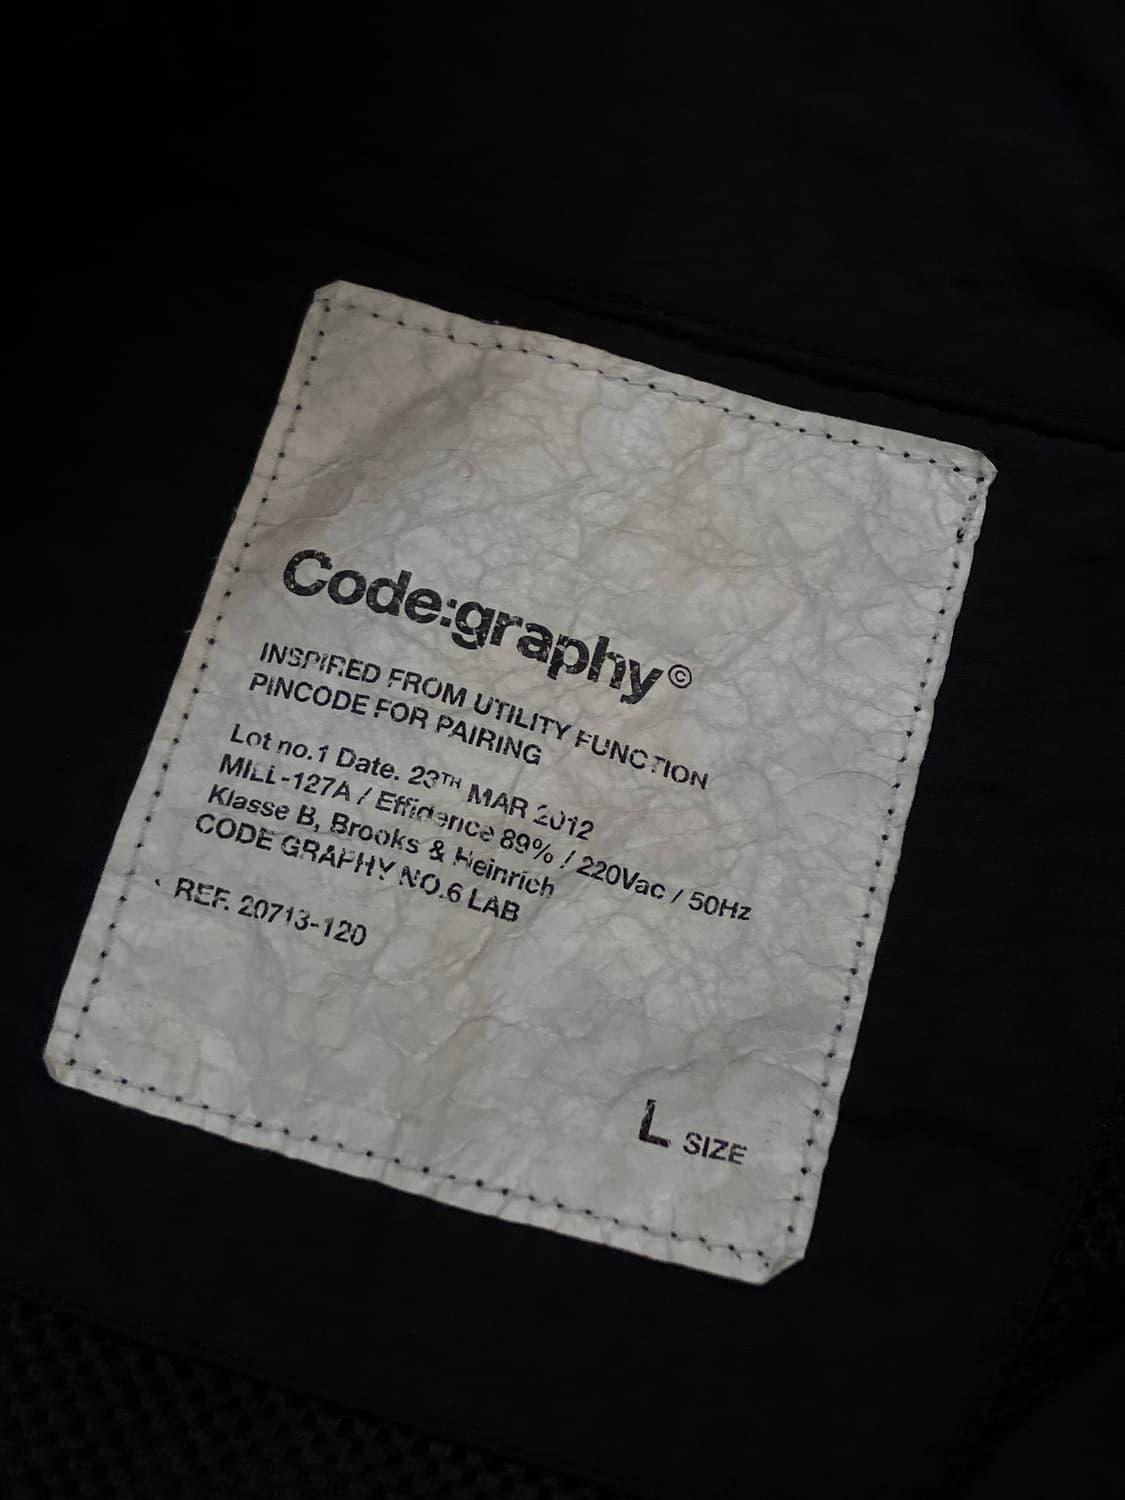 Code:graphy©
INSPIRED FROM UTILITY FUNCTION
PINCODE FOR PAIRING
Lot no.1 Date. 23TH MAR 2012
MILL-127A / Effidence 89% / 220Vac / 50Hz
Klasse B, Brooks & Heinrich
CODE GRAPHY NO.6 LAB
REF. 20713-120
L SIZE